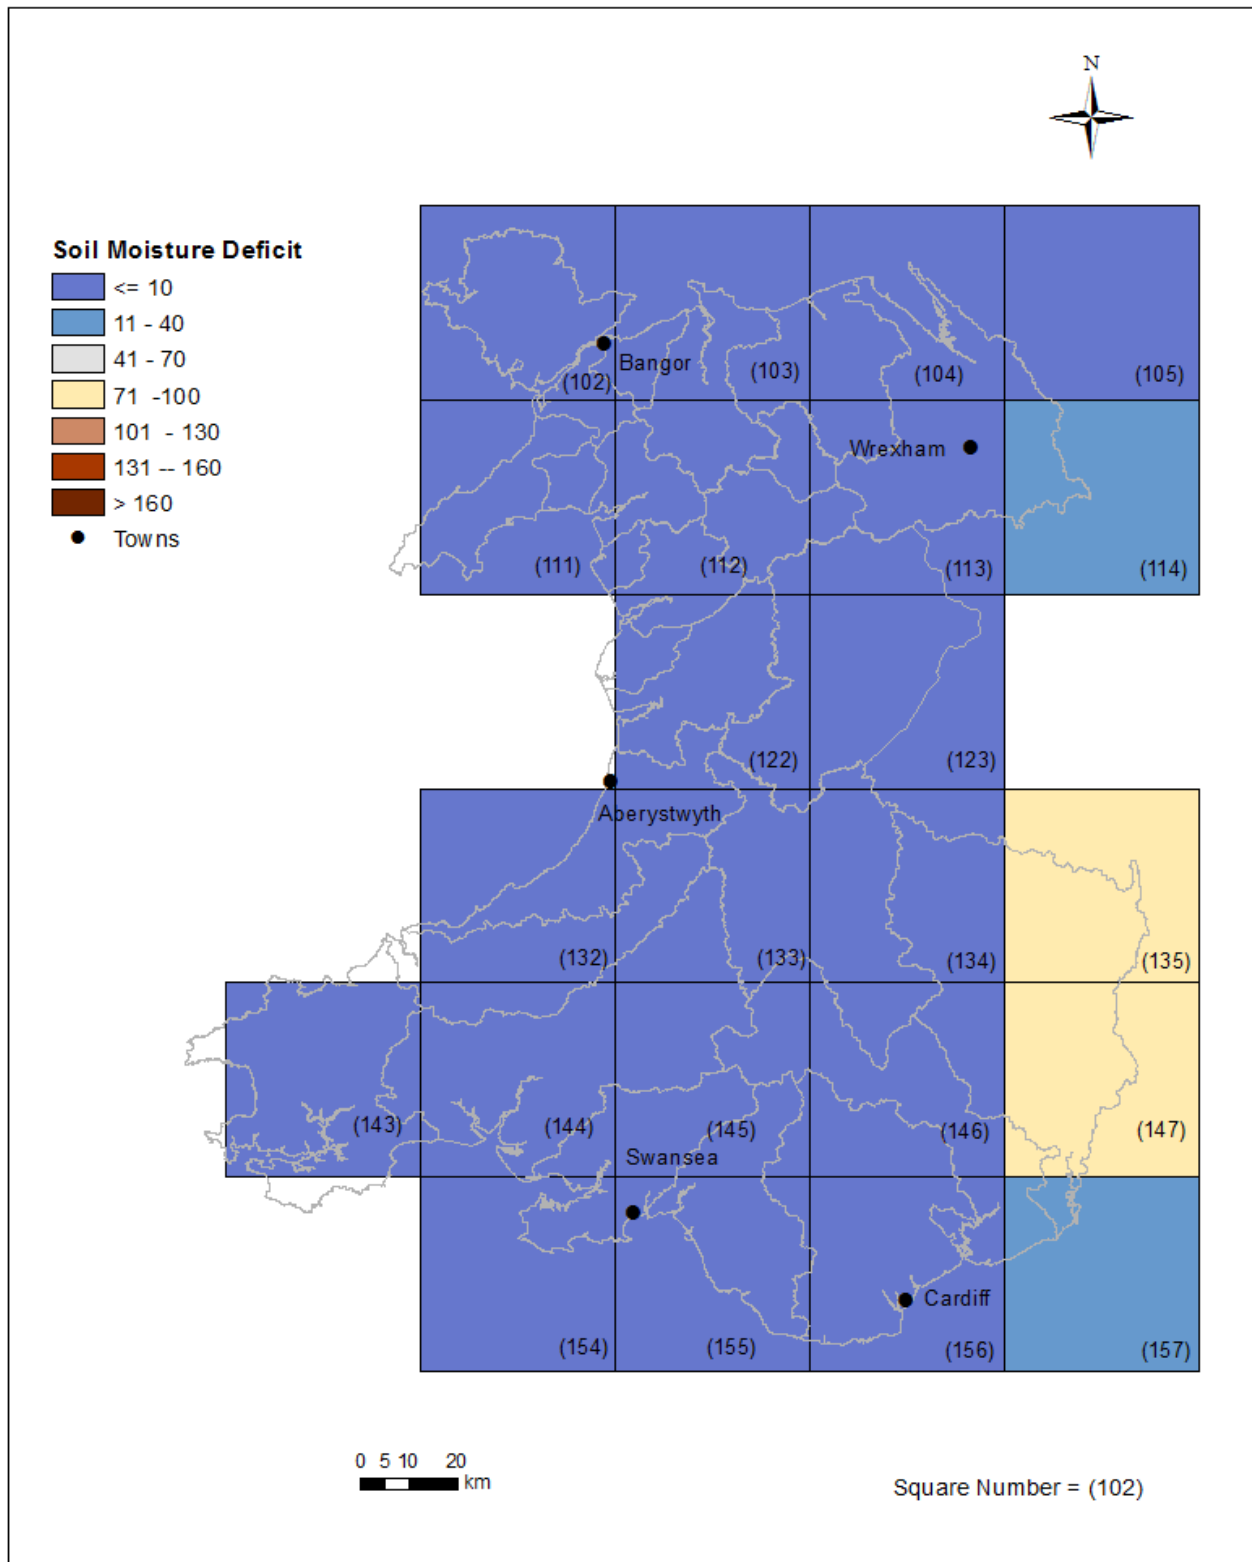 N
Soil Moisture Deficit
<= 10
11 - 40
41 - 70
71 -100
101 - 130
131 -- 160
> 160
Towns
Bangor
(102)
(103)
(104)
(105)
Wrexham
(111)
(112)
(113)
(114)
(122)
(123)
Aberystwyth
(132)
(133)
(134)
(135)
(143)
(144)
(145)
(146)
(147)
Swansea
Cardiff
(154)
(155)
(156)
(157)
0 5 10 20
km
Square Number = (102)